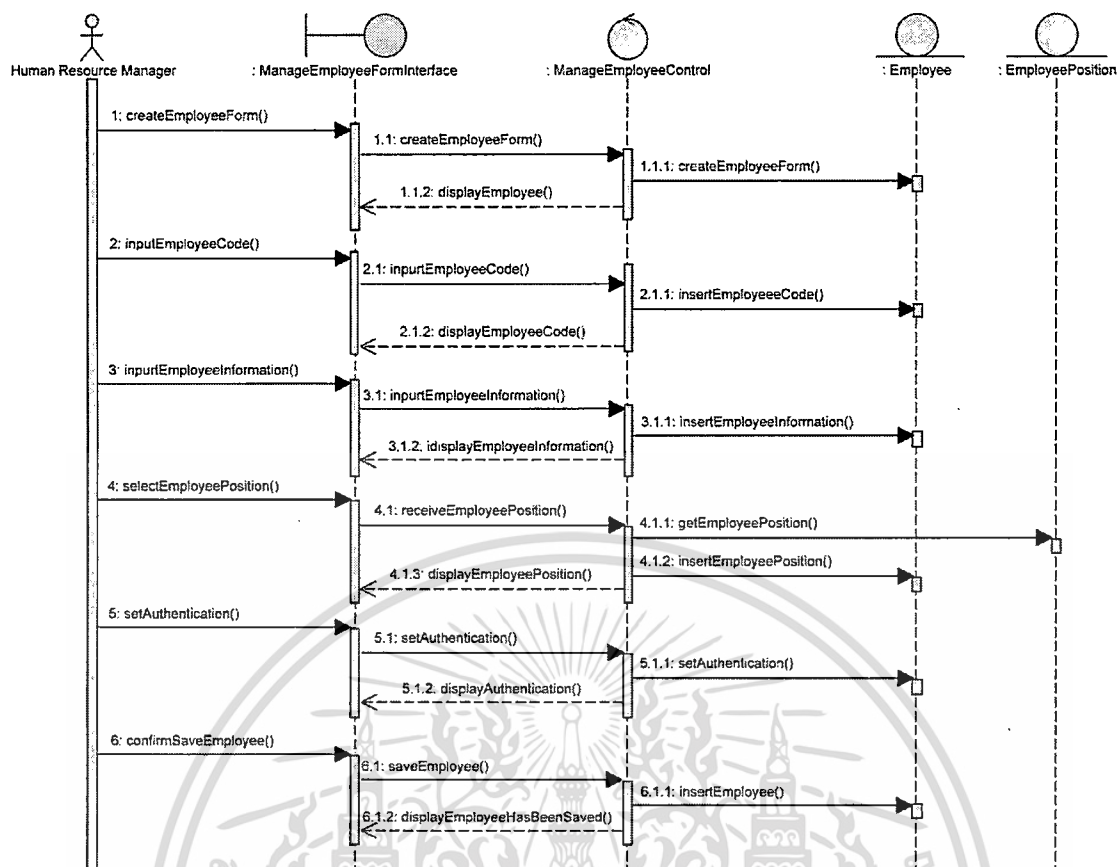 Human Resource Manager
: ManageEmployeeFormInterface
: ManageEmployeeControl
: Employee
: EmployeePosition
1: createEmployeeForm()
1.1: createEmployeeForm()
1.1.1: createEmployeeForm()
1.1.2: displayEmployee()
2: inputEmployeeCode()
2.1: inpurtEmployeeCode()
2.1.1: insertEmployeeeCode()
2.1.2: displayEmployeeCode()
3: inpurtEmployeeInformation()
3.1: inpurtEmployeeInformation()
3.1.1: insertEmployeeInformation()
3.1.2. idisplayEmployeeInformation()
4: selectEmployeePosition()
4.1: receiveEmployeePosition()
4.1.1: getEmployeePosition()
4.1.2: insertEmployeePosition()
4.1.3: displayEmployeePosition()
5: setAuthentication()
5.1: setAuthentication()
5.1.1: setAuthentication()
5.1.2. displayAuthentication()
6: confirmSaveEmployee()
6.1: saveEmployee()
6.1.1: insertEmployee()
6.1.2: displayEmployeeHasBeenSaved()